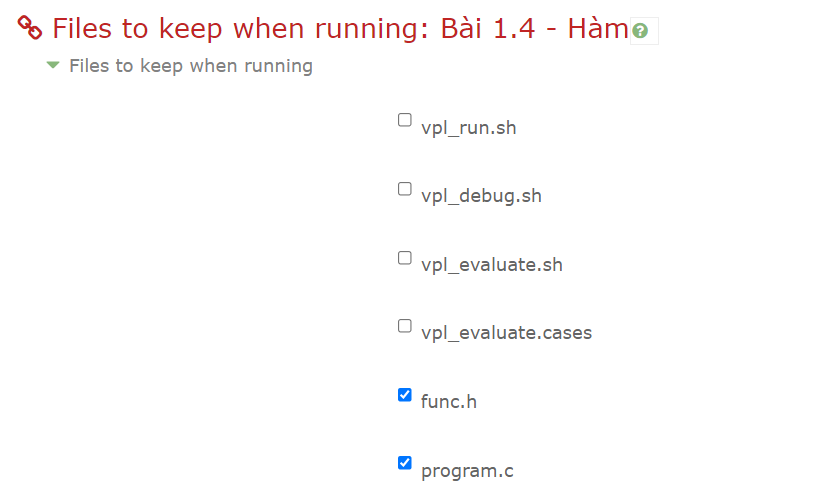 Files to keep when running: Bài 1.4 - Hàm
Files to keep when running
vpl_run.sh
vpl_debug.sh
vpl_evaluate.sh
vpl_evaluate.cases
func.h
program.c